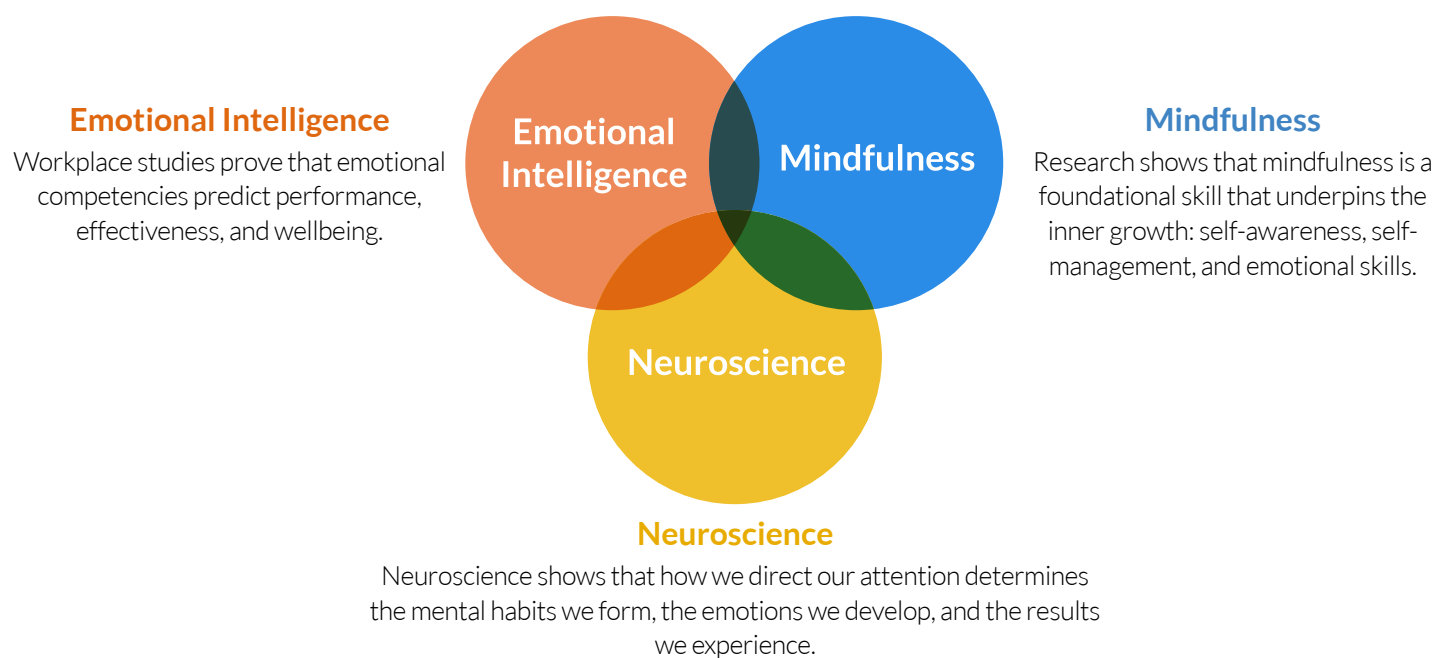 Emotional Intelligence
Workplace studies prove that emotional
competencies predict performance,
effectiveness, and wellbeing.
Emotional
Intelligence
Mindfulness
Mindfulness
Research shows that mindfulness is a
foundational skill that underpins the
inner growth: self-awareness, self-
management, and emotional skills.
Neuroscience
Neuroscience
Neuroscience shows that how we direct our attention determines
the mental habits we form, the emotions we develop, and the results
we experience.